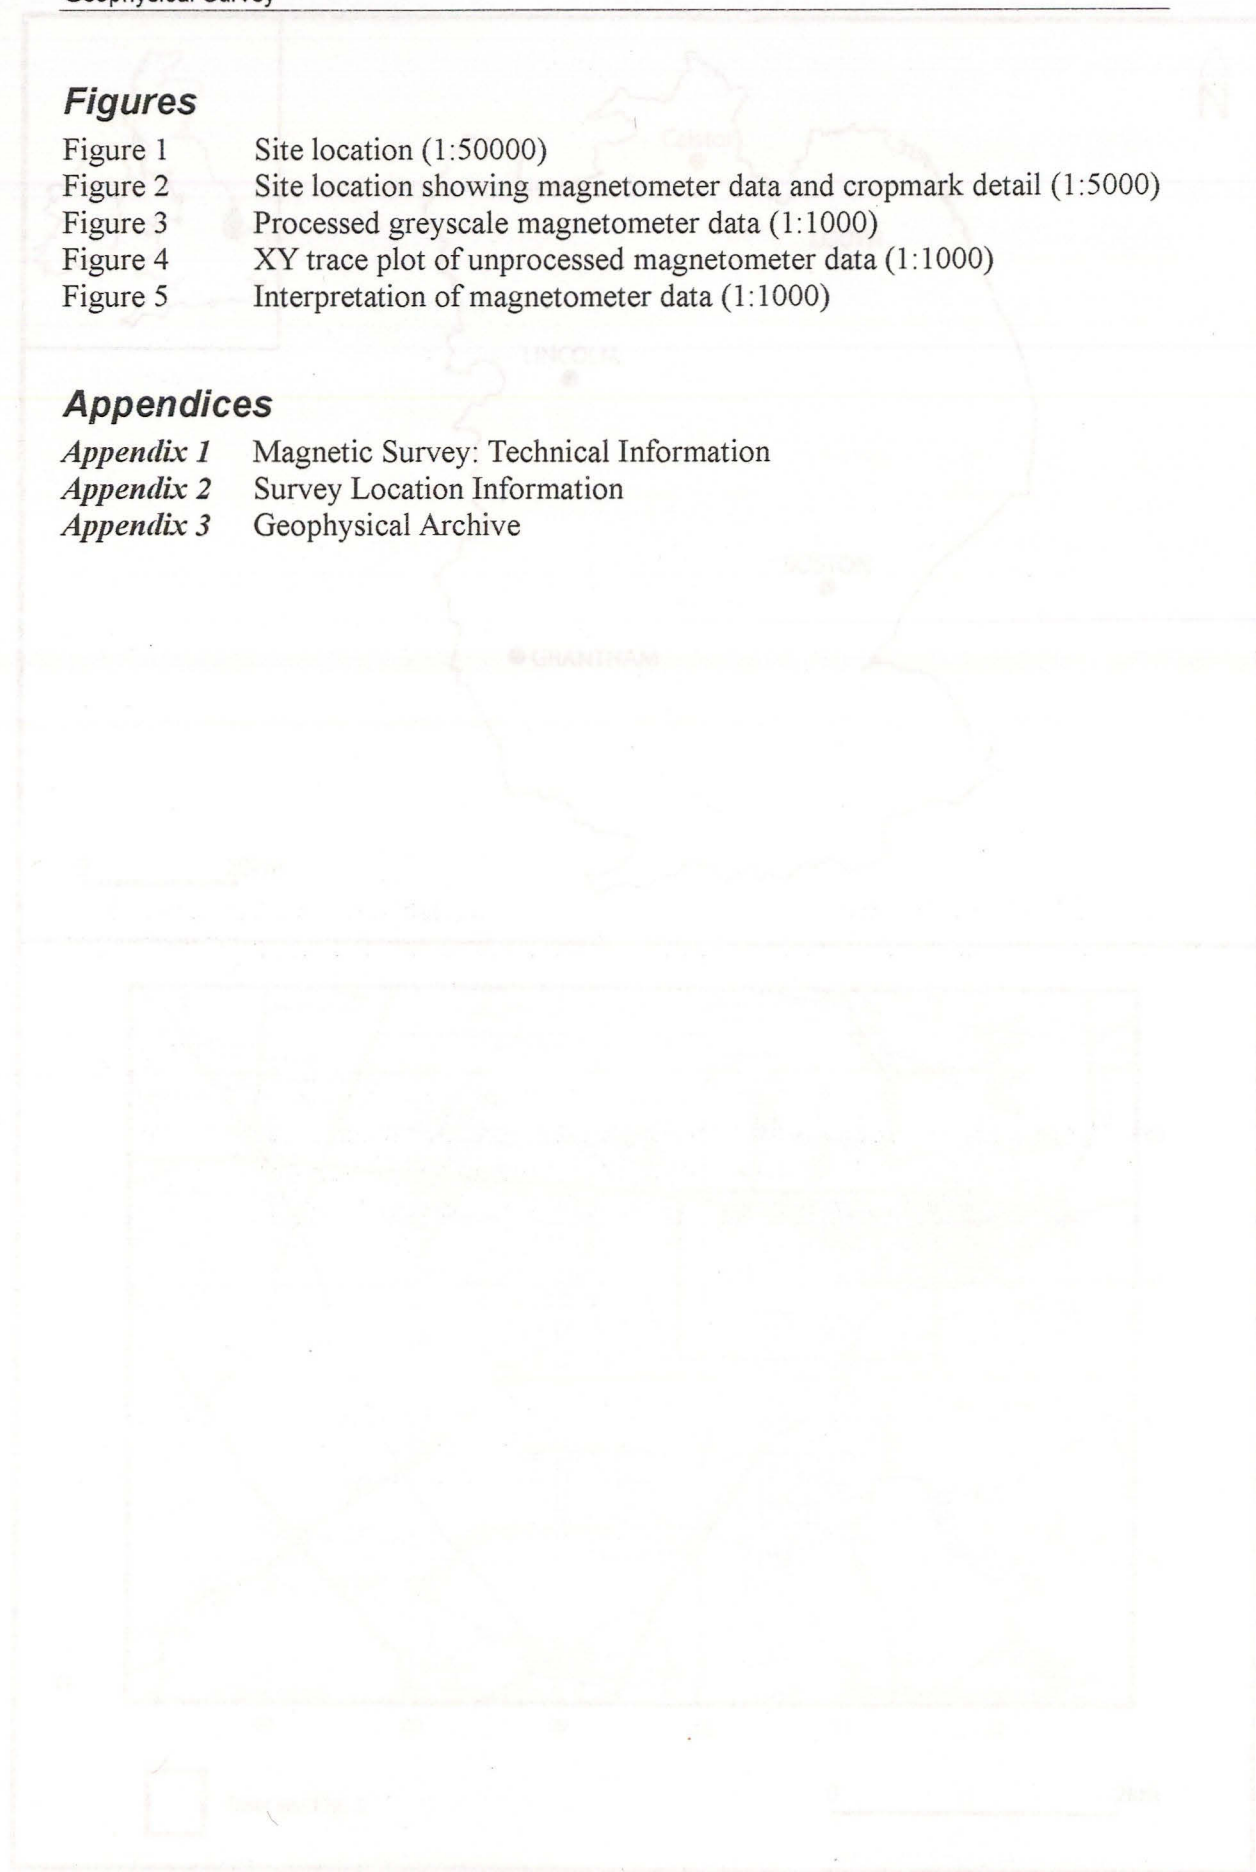 Geophysical Survey
Figures
Figure 1 Site location (1:50000)
Figure 2 Site location showing magnetometer data and cropmark detail (1:5000)
Figure 3 Processed greyscale magnetometer data (1:1000)
Figure 4 XY trace plot of unprocessed magnetometer data (1:1000)
Figure 5 Interpretation of magnetometer data (1:1000)
LINCOLN
Appendices
Appendix 1 Magnetic Survey: Technical Information
Appendix 2 Survey Location Information
Appendix 3 Geophysical Archive
BOSTON
GRANTHAM